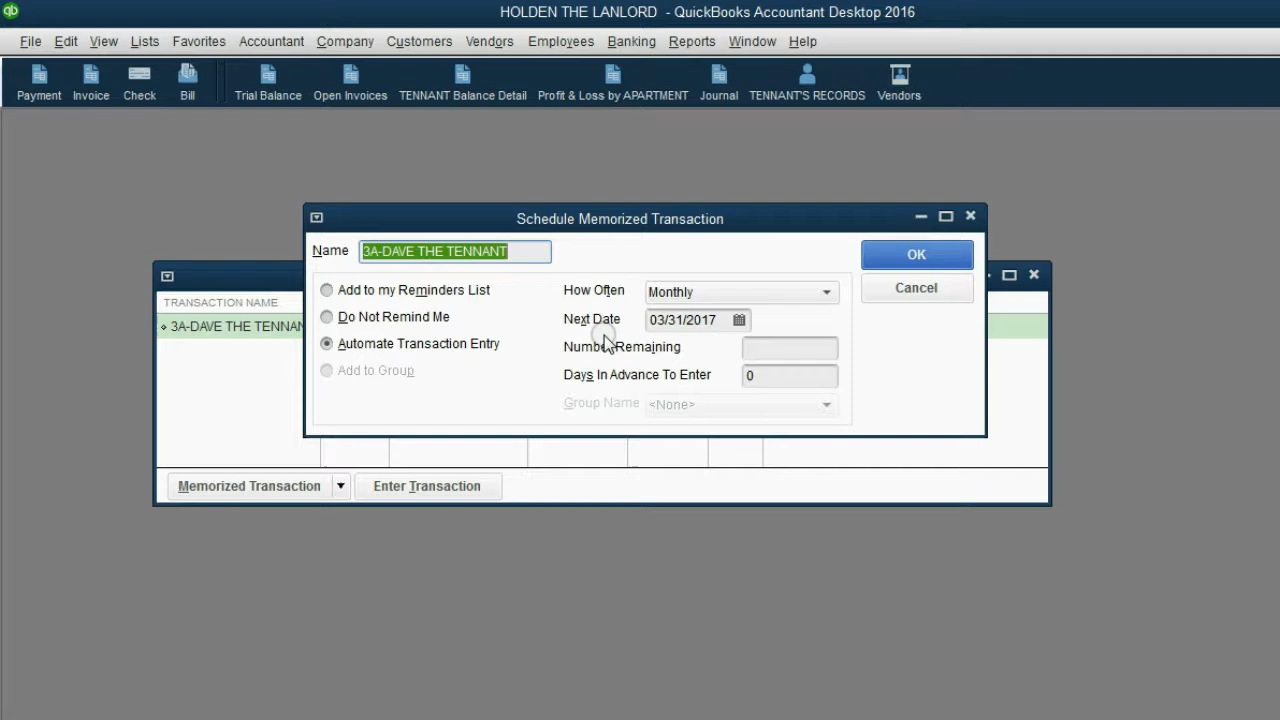 HOLDEN THE LANLORD - QuickBooks Accountant Desktop 2016
File Edit View Lists Favorites Accountant Company Customers Vendors Employees Banking Reports Window Help
Payment Invoice Check Bill Trial Balance Open Invoices TENNANT Balance Detail Profit & Loss by APARTMENT Journal TENNANT'S RECORDS Vendors
Schedule Memorized Transaction
Name 3A-DAVE THE TENNANT OK
Add to my Reminders List How Often Monthly Cancel
Do Not Remind Me Next Date 03/31/2017
Automate Transaction Entry Number Remaining
Days In Advance To Enter 0
Add to Group Group Name <None>
TRANSACTION NAME
3A-DAVE THE TENNAN
Memorized Transaction Enter Transaction